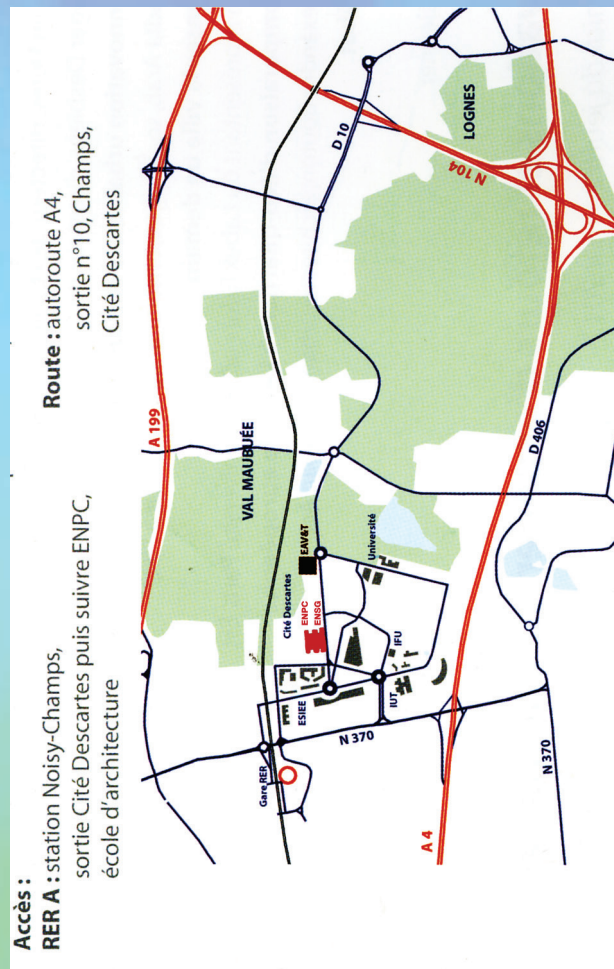 Accès :
RER A : station Noisy-Champs,
sortie Cité Descartes puis suivre ENPC,
école d'architecture
Route : autoroute A4,
sortie n°10, Champs,
Cité Descartes
A 199
VAL MAUBUÉE
D 10
N 104
LOGNES
Cité Descartes
EAV&T
ENPC
ENSG
Université
ESIEE
IFU
IUT
Gare RER
N 370
D 406
A 4
N 370